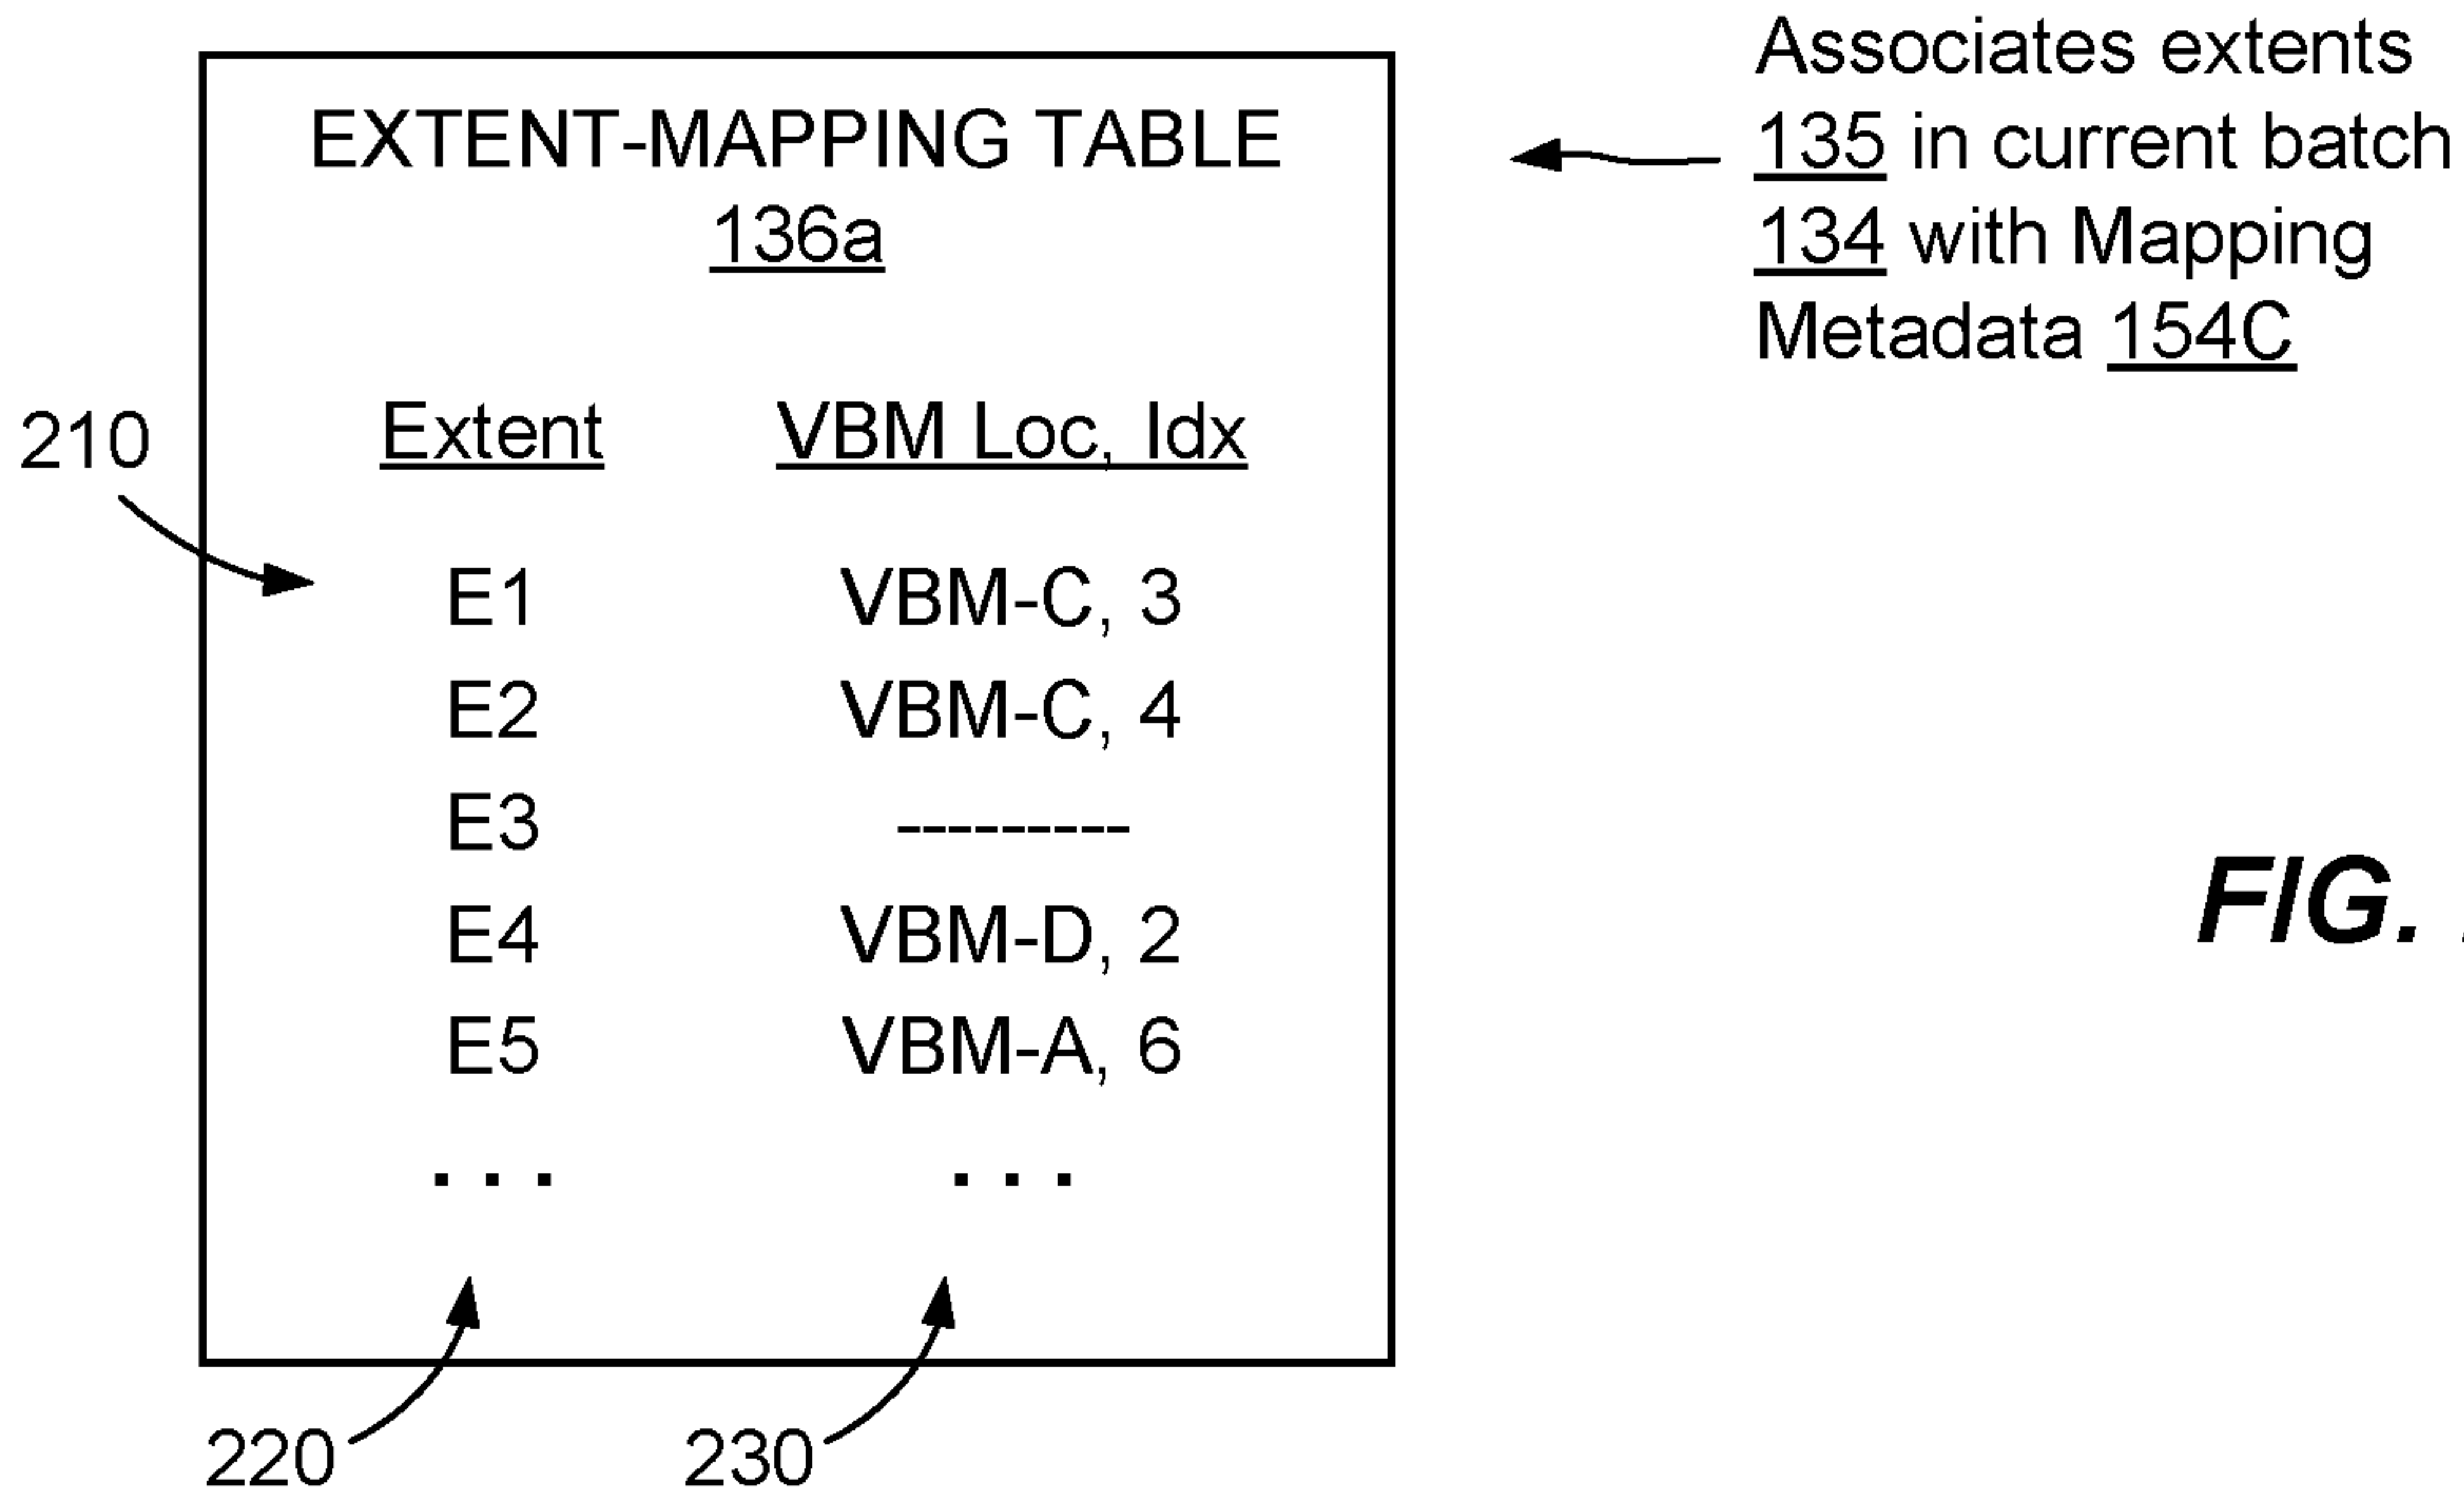 EXTENT-MAPPING TABLE
136a
Associates extents
135 in current batch
134 with Mapping
Metadata 154C
210
Extent VBM Loc, Idx
E1 VBM-C, 3
E2 VBM-C, 4
E3 ---------
E4 VBM-D, 2
E5 VBM-A, 6
. . . . . .
220 230
FIG.